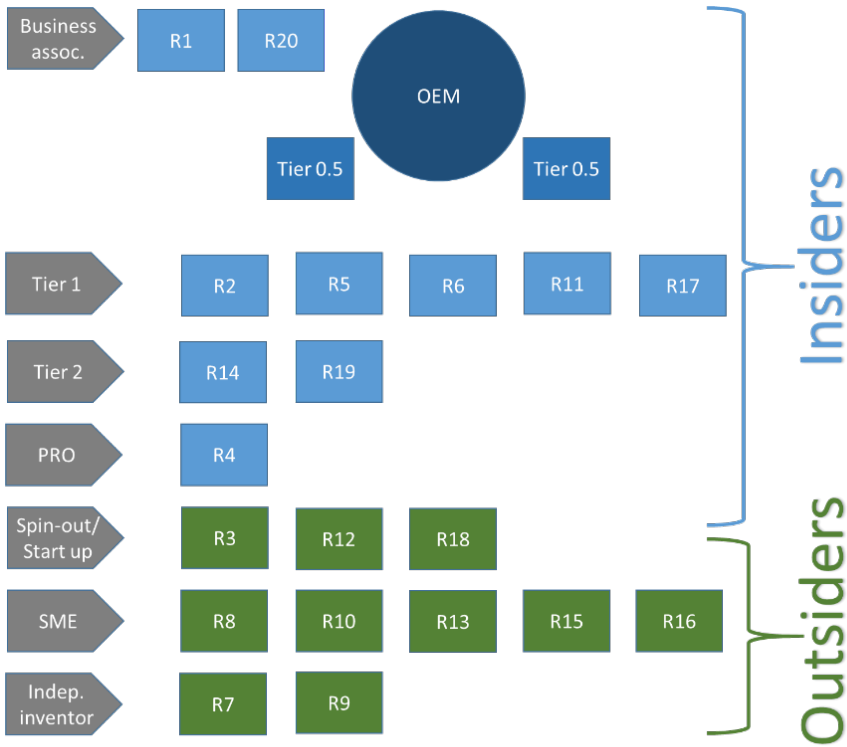 Business
assoc.
R1
R20
OEM
Tier 0.5
Tier 0.5
Tier 1
R2
R5
R6
R11
R17
Tier 2
R14
R19
PRO
R4
Spin-out/
Start up
R3
R12
R18
SME
R8
R10
R13
R15
R16
Indep.
inventor
R7
R9
Insiders
Outsiders